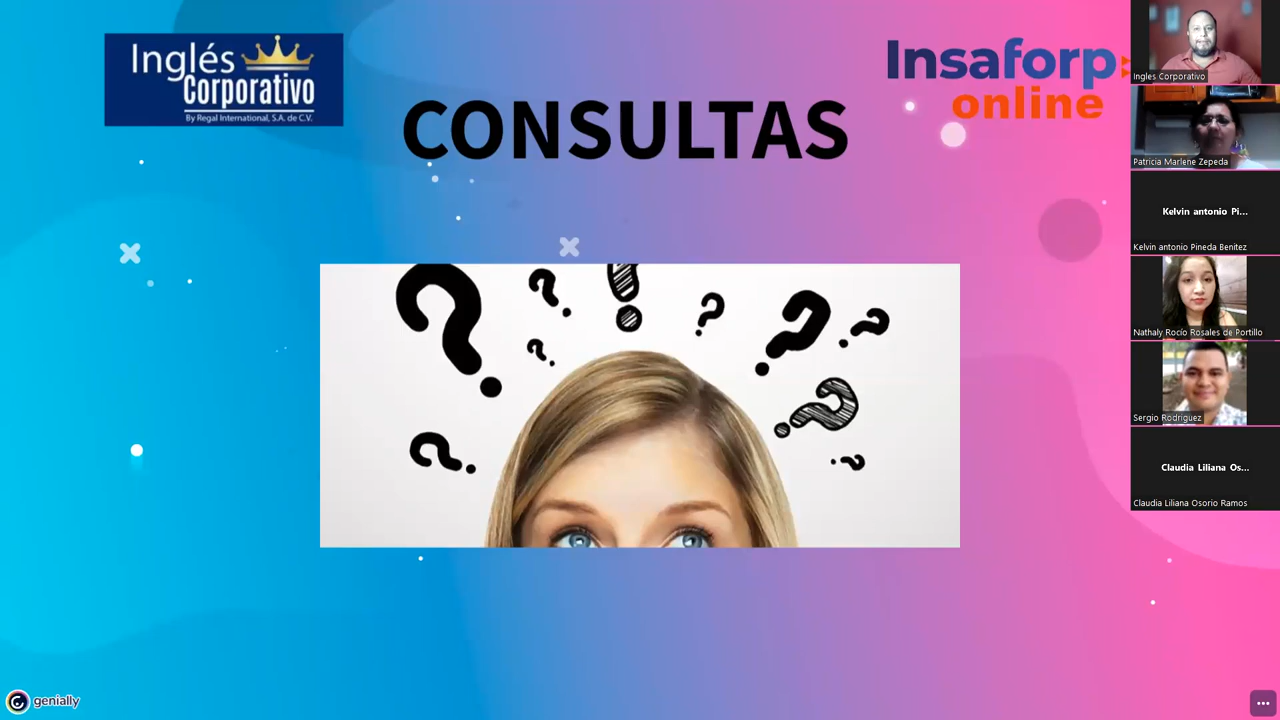 Inglés
Corporativo
By Regal International, S.A. de C.V.
Insaforp
online
CONSULTAS
Ingles Corporativo
Patricia Marlene Zepeda
Kelvin antonio Pi...
Kelvin antonio Pineda Benitez
Nathaly Rocío Rosales de Portillo
Sergio Rodriguez
Claudia Liliana Os...
Claudia Liliana Osorio Ramos
genially